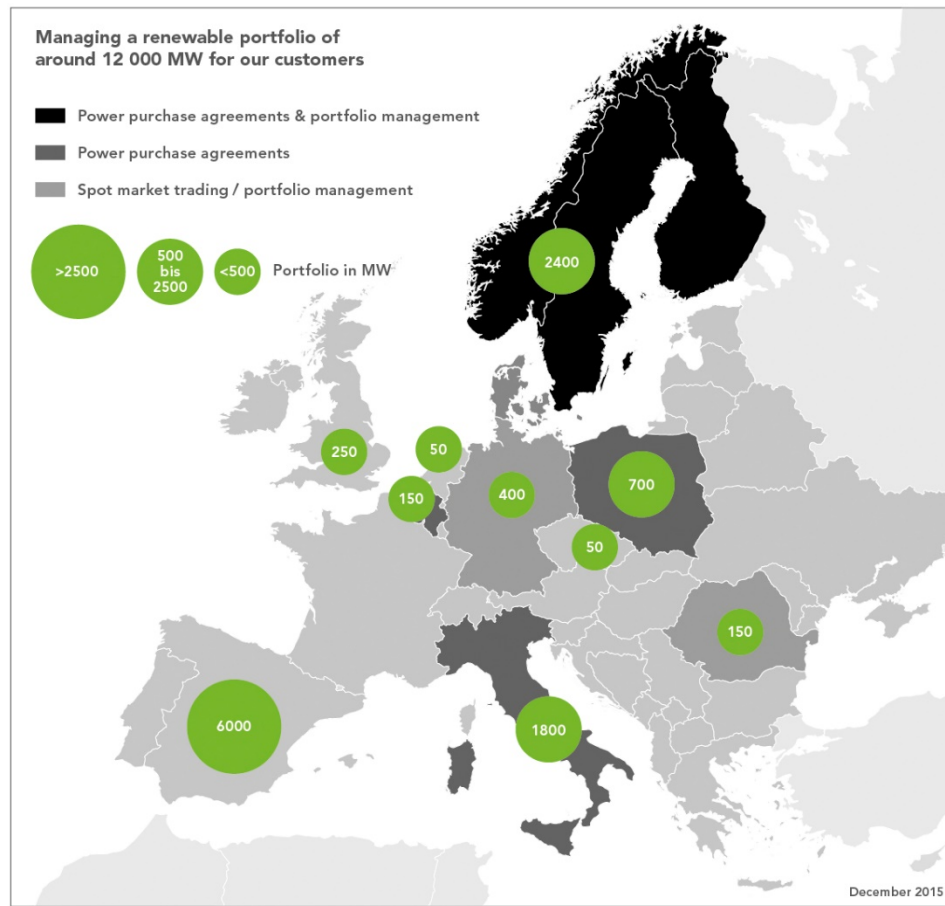 Managing a renewable portfolio of
around 12 000 MW for our customers
Power purchase agreements & portfolio management
Power purchase agreements
Spot market trading / portfolio management
>2500
500
bis
2500
<500
Portfolio in MW
2400
250
50
150
400
700
50
150
6000
1800
December 2015